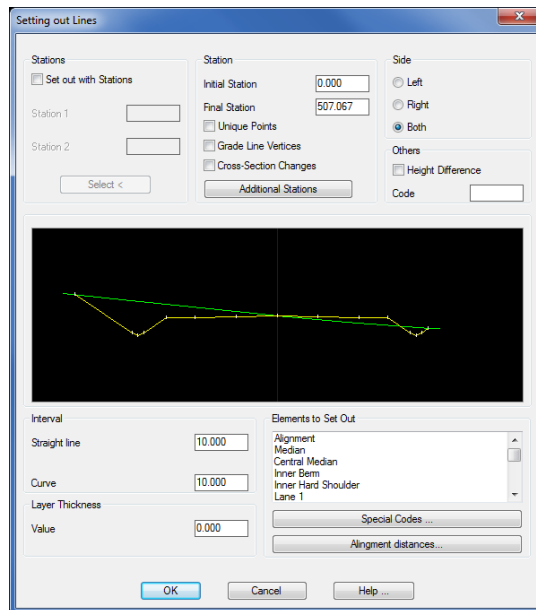 Setting out Lines
Stations
Set out with Stations
Station 1
Station 2
Select <
Station
Initial Station 0.000
Final Station 507.067
Unique Points
Grade Line Vertices
Cross-Section Changes
Additional Stations
Side
Left
Right
Both
Others
Height Difference
Code
Interval
Straight line 10.000
Curve 10.000
Layer Thickness
Value 0.000
Elements to Set Out
Alignment
Median
Central Median
Inner Berm
Inner Hard Shoulder
Lane 1
Special Codes ...
Alingment distances...
OK
Cancel
Help ...